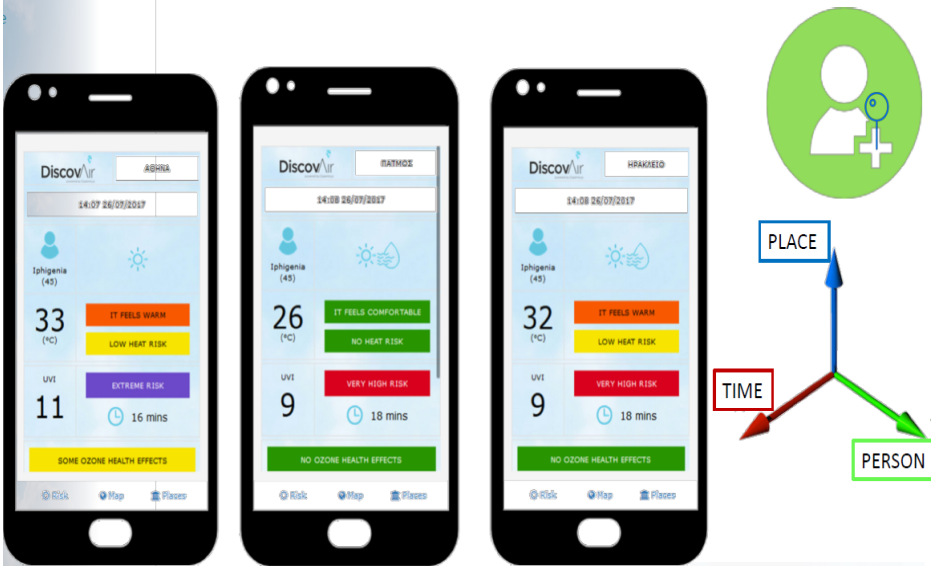 DiscovAir
ΑΘΗΝΑ
14:07 26/07/2017
Iphigenia
(45)
33
(°C)
IT FEELS WARM
LOW HEAT RISK
UVI
11
EXTREME RISK
16 mins
SOME OZONE HEALTH EFFECTS
Risk
Map
Places
DiscovAir
ΠΑΤΜΟΣ
14:08 26/07/2017
Iphigenia
(45)
26
(°C)
IT FEELS COMFORTABLE
NO HEAT RISK
UVI
9
VERY HIGH RISK
18 mins
NO OZONE HEALTH EFFECTS
Risk
Map
Places
DiscovAir
ΗΡΑΚΛΕΙΟ
14:08 26/07/2017
Iphigenia
(45)
32
(°C)
IT FEELS WARM
LOW HEAT RISK
UVI
9
VERY HIGH RISK
18 mins
NO OZONE HEALTH EFFECTS
Risk
Map
Places
PLACE
TIME
PERSON